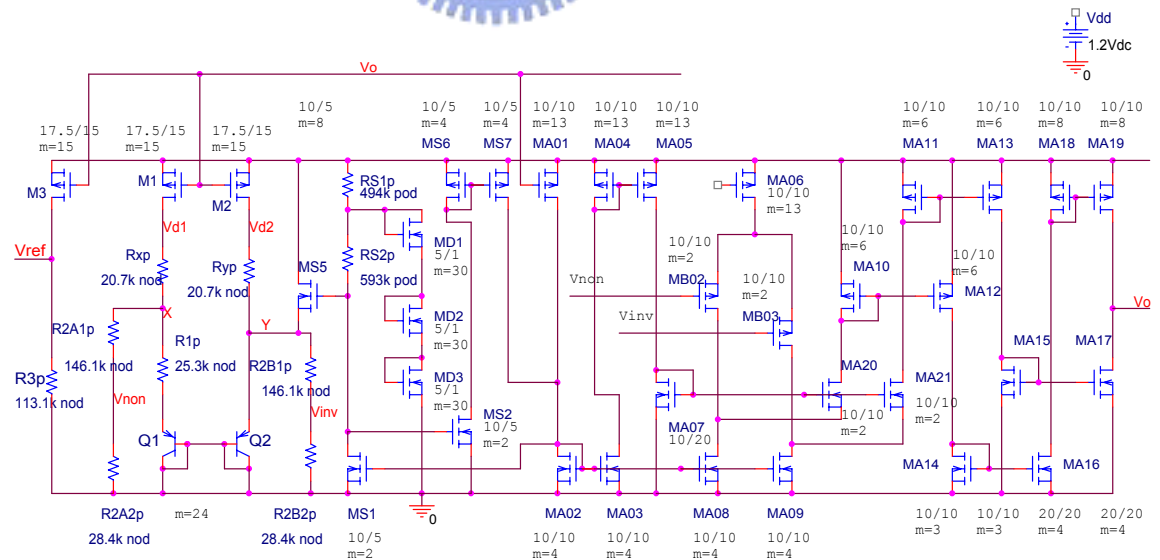 Vdd
1.2Vdc
0
Vo
10/5
m=8
10/5
m=4
10/5
m=4
10/10
m=13
10/10
m=13
10/10
m=13
10/10
m=6
10/10
m=6
10/10
m=8
10/10
m=8
17.5/15
m=15
17.5/15
m=15
17.5/15
m=15
MS6
MS7
MA01
MA04
MA05
MA11
MA13
MA18
MA19
M3
M1
M2
RS1p
494k pod
MA06
10/10
m=13
Vref
Vd1
Vd2
MD1
5/1
m=30
RS2p
593k pod
Rxp
20.7k nod
Ryp
20.7k nod
MS5
10/10
m=2
10/10
m=6
10/10
m=6
MA10
MA12
Vnon
MB02
10/10
m=2
Vinv
MB03
Vo
X
Y
R2A1p
146.1k nod
R1p
25.3k nod
R2B1p
146.1k nod
MD2
5/1
m=30
MD3
5/1
m=30
MA15
MA17
MA20
MA21
R3p
113.1k nod
Vnon
Vinv
MS2
10/5
m=2
MA07
10/20
10/10
m=2
10/10
m=2
Q1
Q2
MA14
MA16
R2A2p
28.4k nod
m=24
R2B2p
28.4k nod
MS1
10/5
m=2
0
MA02
MA03
MA08
MA09
10/10
m=4
10/10
m=4
10/10
m=4
10/10
m=4
10/10
m=3
10/10
m=3
20/20
m=4
20/20
m=4